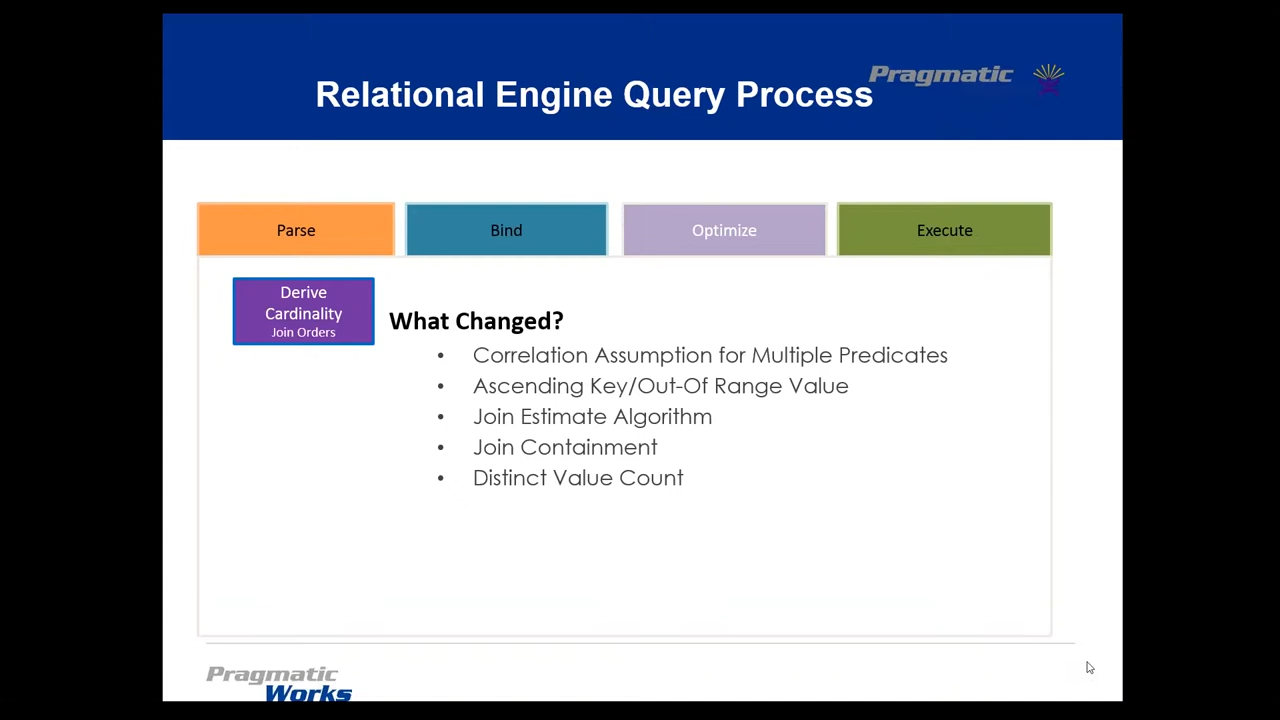 Relational Engine Query Process
Pragmatic
Parse
Bind
Optimize
Execute
Derive
Cardinality
Join Orders
What Changed?
• Correlation Assumption for Multiple Predicates
• Ascending Key/Out-Of Range Value
• Join Estimate Algorithm
• Join Containment
• Distinct Value Count
Pragmatic
Works